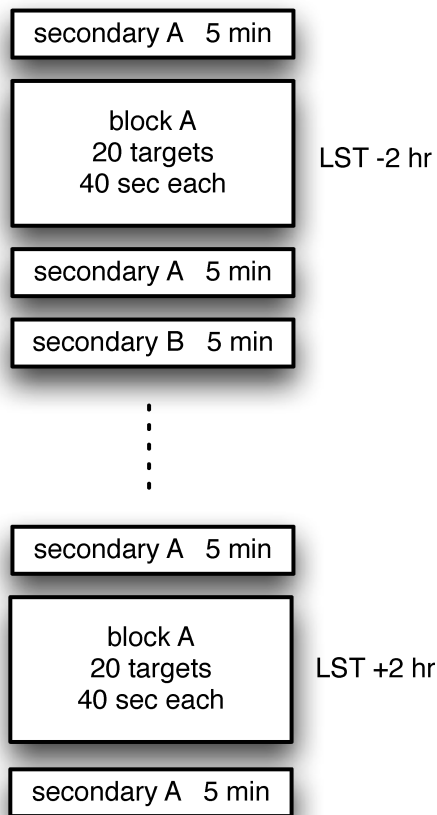 secondary A 5 min
block A
20 targets
40 sec each
LST -2 hr
secondary A 5 min
secondary B 5 min
secondary A 5 min
block A
20 targets
40 sec each
LST +2 hr
secondary A 5 min